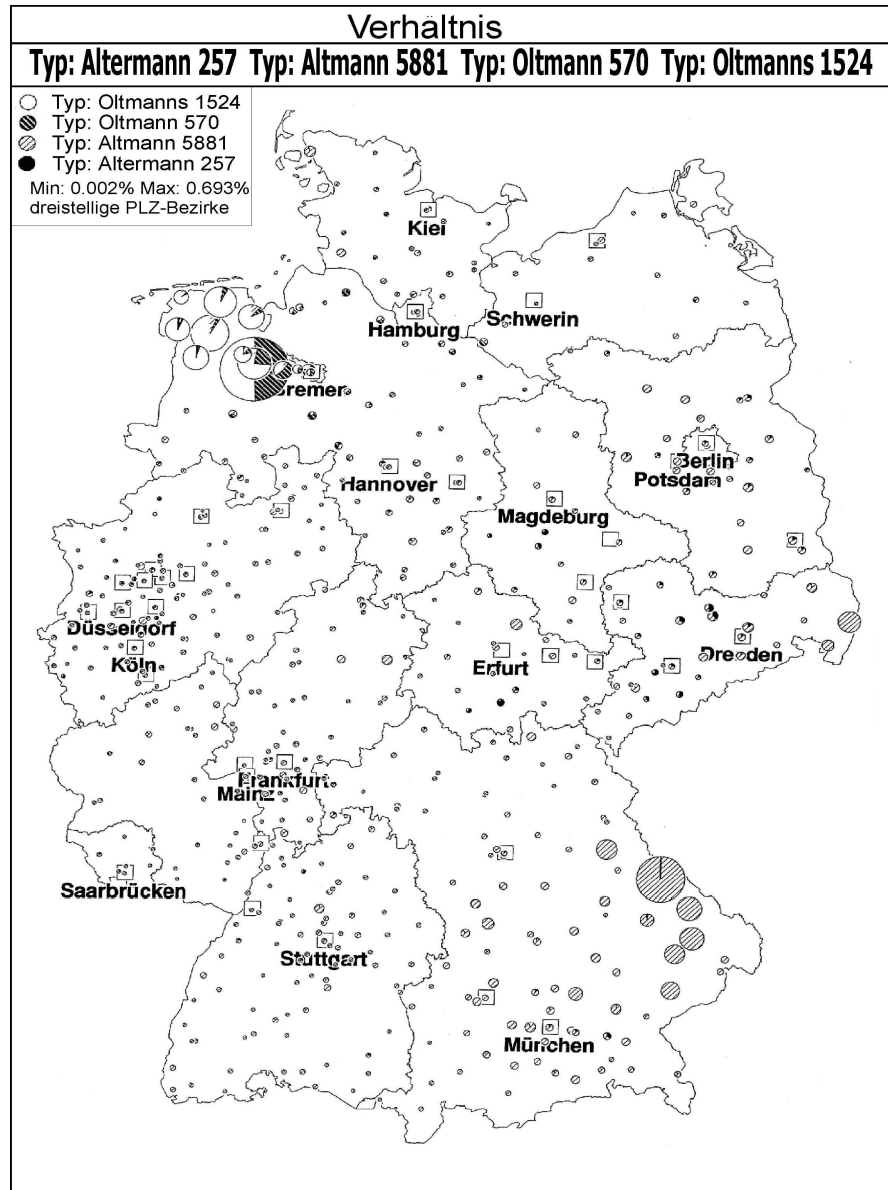 Verhältnis
Typ: Altermann 257 Typ: Altmann 5881 Typ: Oltmann 570 Typ: Oltmanns 1524
Typ: Oltmanns 1524
Typ: Oltmann 570
Typ: Altmann 5881
Typ: Altermann 257
Min: 0.002% Max: 0.693%
dreistellige PLZ-Bezirke
Kiel
Hamburg
Schwerin
Bremen
Berlin
Potsdam
Hannover
Magdeburg
Düsseldorf
Köln
Erfurt
Dresden
Frankfurt
Mainz
Saarbrücken
Stuttgart
München